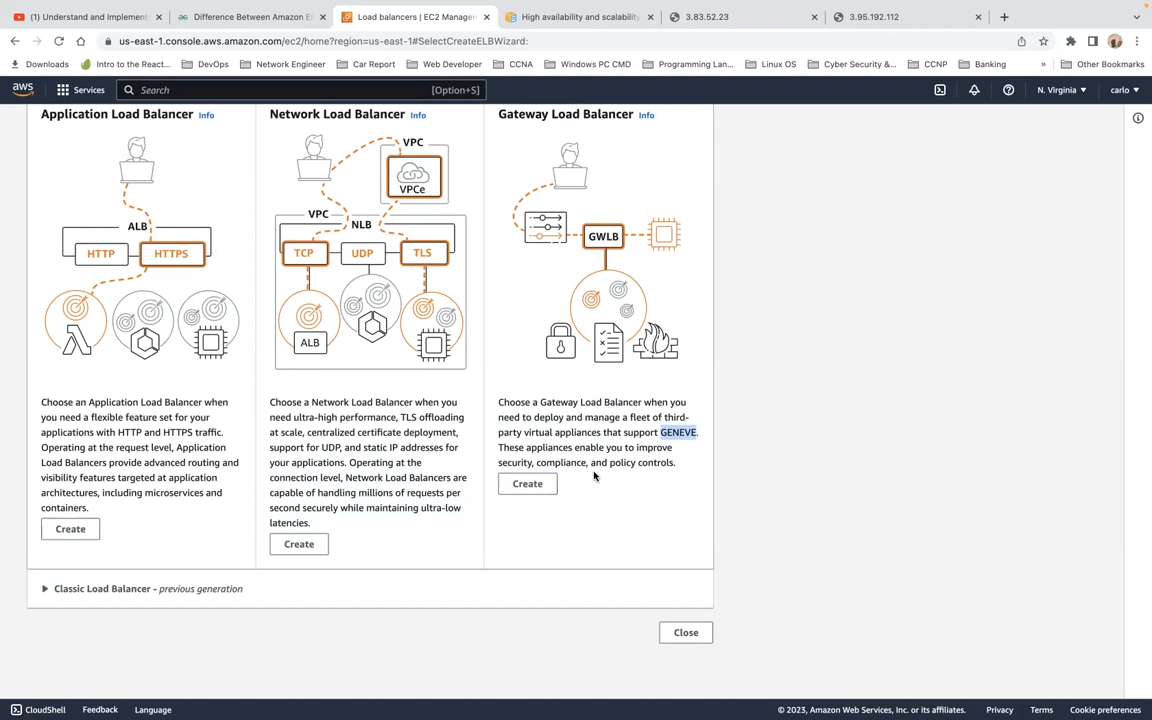 (1) Understand and Implement
Difference Between Amazon E
Load balancers | EC2 Manage
High availability and scalability
3.83.52.23
3.95.192.112
us-east-1.console.aws.amazon.com/ec2/home?region=us-east-1#SelectCreateELBWizard:
Downloads
Intro to the React...
DevOps
Network Engineer
Car Report
Web Developer
CCNA
Windows PC CMD
Programming Lan...
Linux OS
Cyber Security &...
CCNP
Banking
»
Other Bookmarks
aws
Services
Search
[Option+S]
N. Virginia
carlo
Application Load Balancer Info
ALB
HTTP
HTTPS
Choose an Application Load Balancer when
you need a flexible feature set for your
applications with HTTP and HTTPS traffic.
Operating at the request level, Application
Load Balancers provide advanced routing and
visibility features targeted at application
architectures, including microservices and
containers.
Create
Network Load Balancer Info
VPC
VPCe
VPC
NLB
TCP
UDP
TLS
ALB
Choose a Network Load Balancer when you
need ultra-high performance, TLS offloading
at scale, centralized certificate deployment,
support for UDP, and static IP addresses for
your applications. Operating at the
connection level, Network Load Balancers are
capable of handling millions of requests per
second securely while maintaining ultra-low
latencies.
Create
Gateway Load Balancer Info
GWLB
Choose a Gateway Load Balancer when you
need to deploy and manage a fleet of third-
party virtual appliances that support GENEVE.
These appliances enable you to improve
security, compliance, and policy controls.
Create
Classic Load Balancer - previous generation
Close
CloudShell
Feedback
Language
© 2023, Amazon Web Services, Inc. or its affiliates.
Privacy
Terms
Cookie preferences